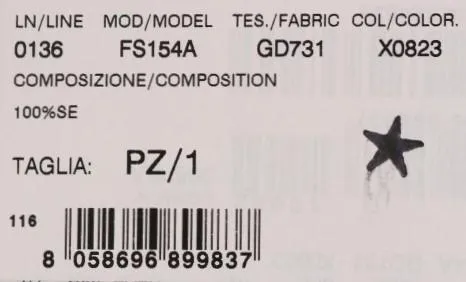 LN/LINE MOD/MODEL TES./FABRIC COL/COLOR.
0136 FS154A GD731 X0823
COMPOSIZIONE/COMPOSITION
100%SE
TAGLIA: PZ/1
116
8 058696 899837